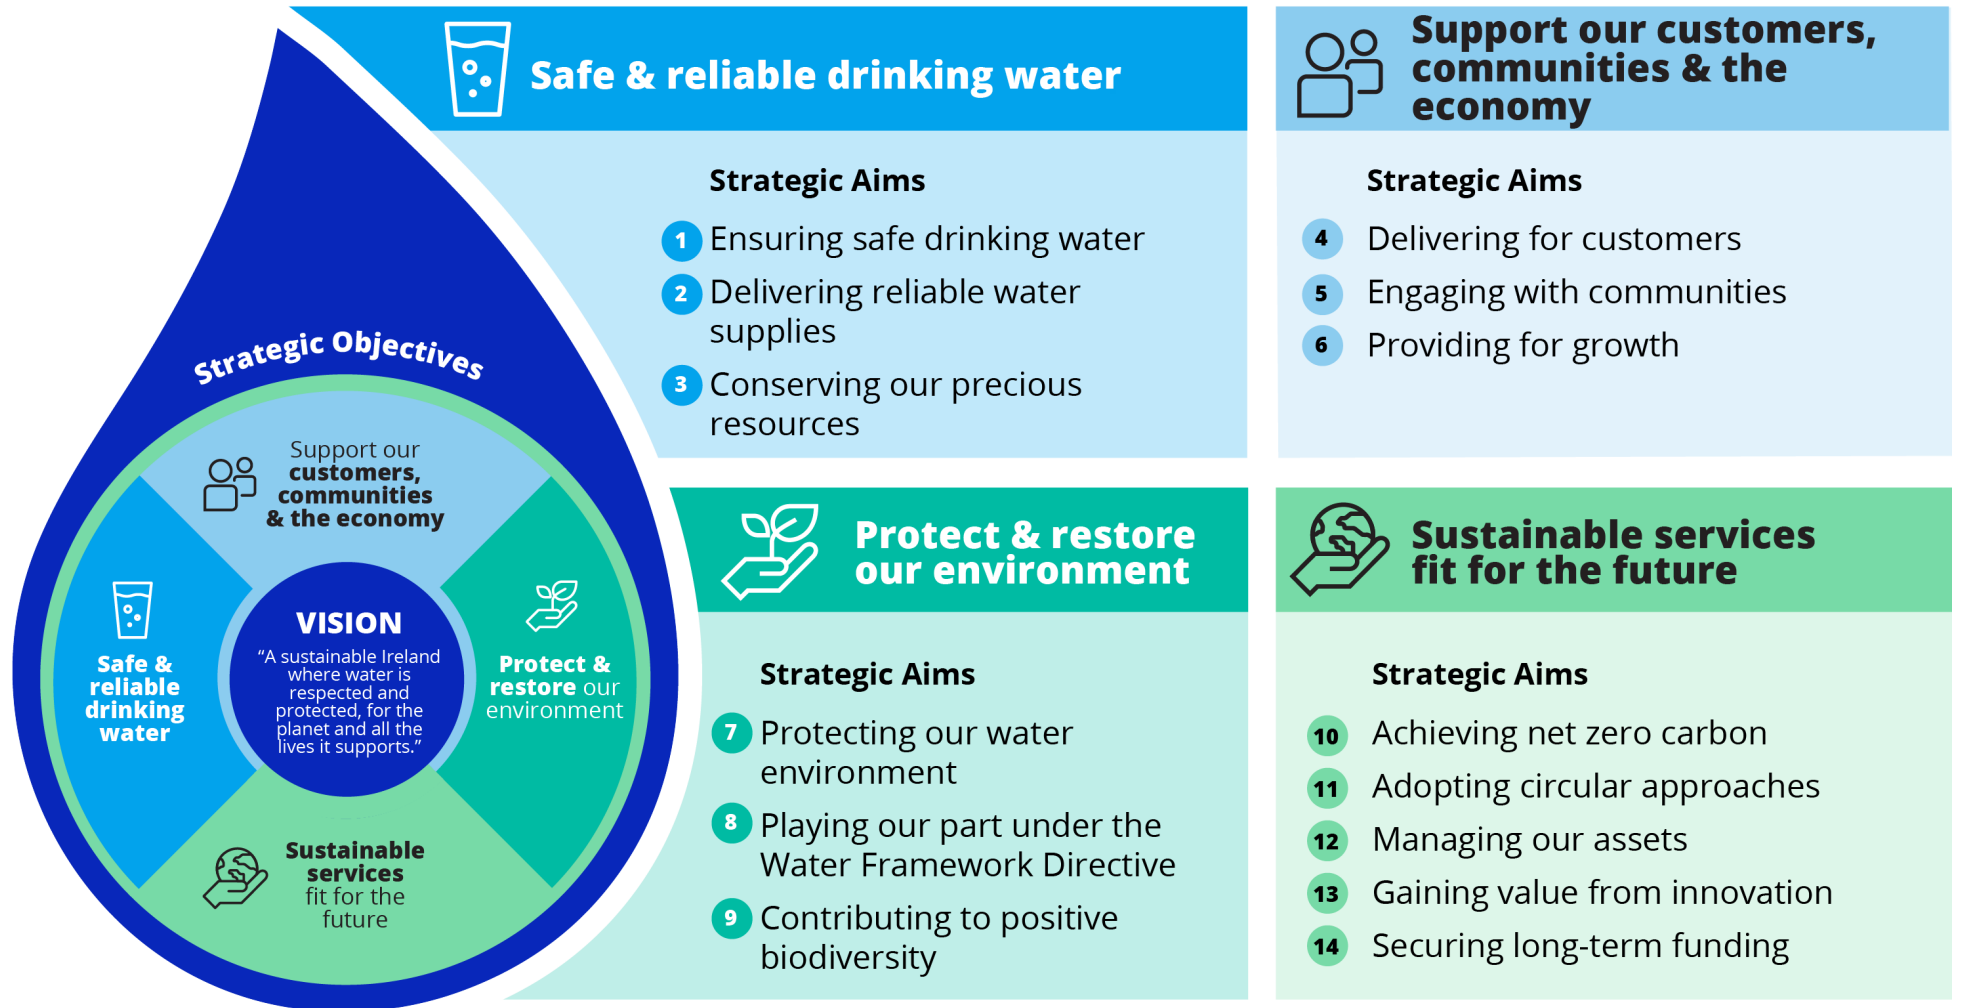 Strategic Objectives
Support our
customers,
communities
& the economy
Safe &
reliable
drinking
water
VISION
“A sustainable Ireland
where water is
respected and
protected, for the
planet and all the
lives it supports.”
Protect &
restore our
environment
Sustainable
services
fit for the
future
Safe & reliable drinking water
Strategic Aims
1 Ensuring safe drinking water
2 Delivering reliable water
supplies
3 Conserving our precious
resources
Support our customers,
communities & the
economy
Strategic Aims
4 Delivering for customers
5 Engaging with communities
6 Providing for growth
Protect & restore
our environment
Strategic Aims
7 Protecting our water
environment
8 Playing our part under the
Water Framework Directive
9 Contributing to positive
biodiversity
Sustainable services
fit for the future
Strategic Aims
10 Achieving net zero carbon
11 Adopting circular approaches
12 Managing our assets
13 Gaining value from innovation
14 Securing long-term funding